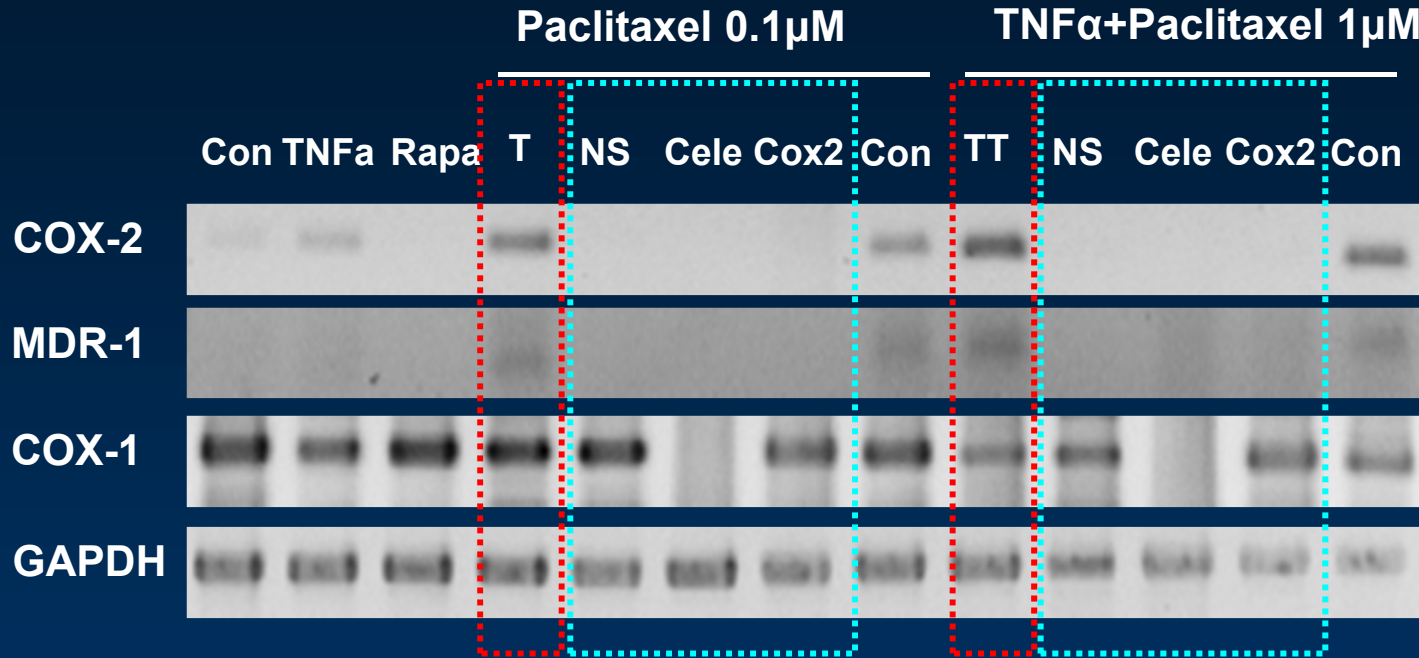 Paclitaxel 0.1µM TNFα+Paclitaxel 1µM
Con TNFa Rapa T NS Cele Cox2 Con TT NS Cele Cox2 Con
COX-2
MDR-1
COX-1
GAPDH